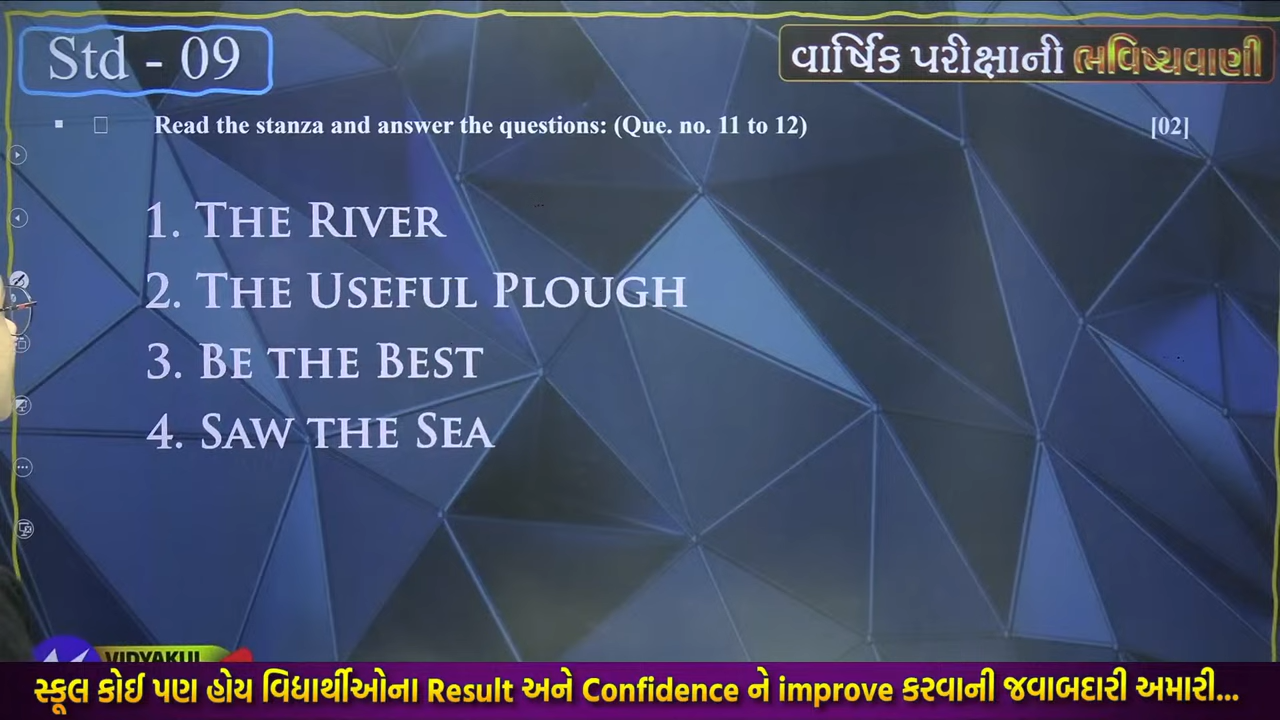 Std - 09
વાર્ષિક પરીક્ષાની ભવિષ્યવાણી
Read the stanza and answer the questions: (Que. no. 11 to 12) [02]
1. THE RIVER
2. THE USEFUL PLOUGH
3. BE THE BEST
4. SAW THE SEA
VIDYAKUL
સ્કૂલ કોઈ પણ હોય વિદ્યાર્થીઓના Result અને Confidence ને improve કરવાની જવાબદારી અમારી...